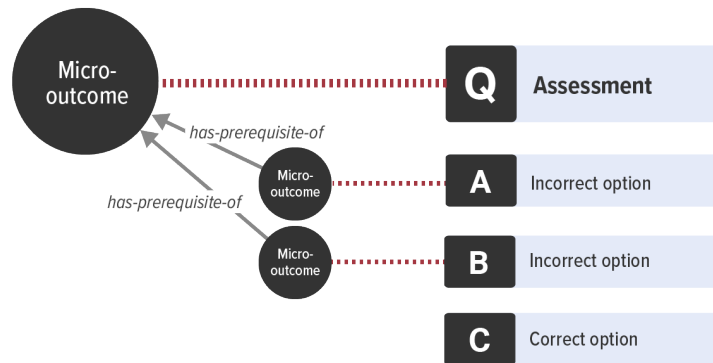 Micro-
outcome
Q
Assessment
has-prerequisite-of
Micro-
outcome
A
Incorrect option
has-prerequisite-of
Micro-
outcome
B
Incorrect option
C
Correct option